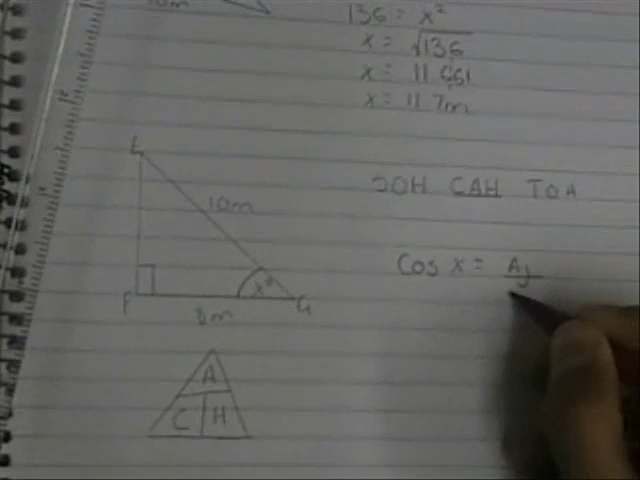 136 = x²
x = √136
x = 11.661
x = 11.7m
E
10m
SOH CAH TOA
Cos x = Aj
x°
F
G
8m
A
C H